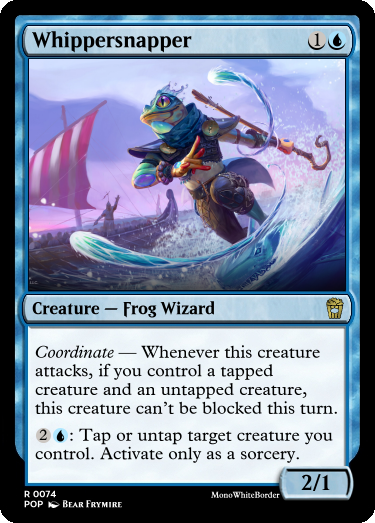 Whippersnapper 1
Creature — Frog Wizard
Coordinate — Whenever this creature
attacks, if you control a tapped
creature and an untapped creature,
this creature can't be blocked this turn.
2 : Tap or untap target creature you
control. Activate only as a sorcery.
2/1
R 0074
POP Bear Frymire
MonoWhiteBorder